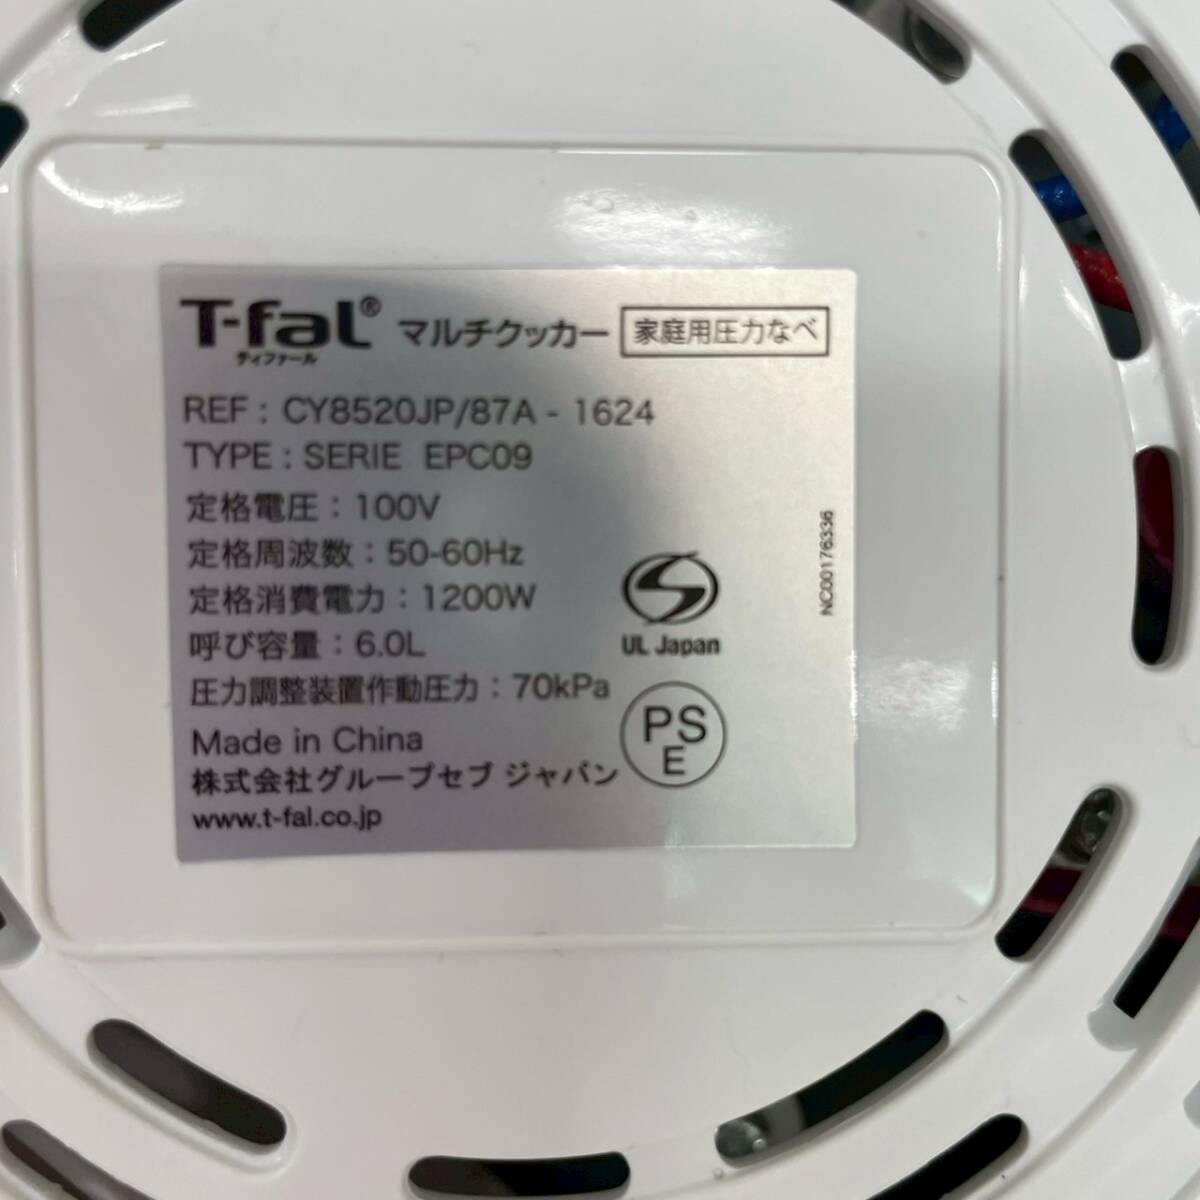 T-fal® マルチクッカー 家庭用圧力なべ
ティファール
REF : CY8520JP/87A - 1624
TYPE : SERIE EPC09
定格電圧 : 100V
定格周波数 : 50-60Hz
定格消費電力 : 1200W
呼び容量 : 6.0L
圧力調整装置作動圧力 : 70kPa
Made in China
株式会社グループセブ ジャパン
www.t-fal.co.jp
S
UL Japan
PS
E
NC00176336